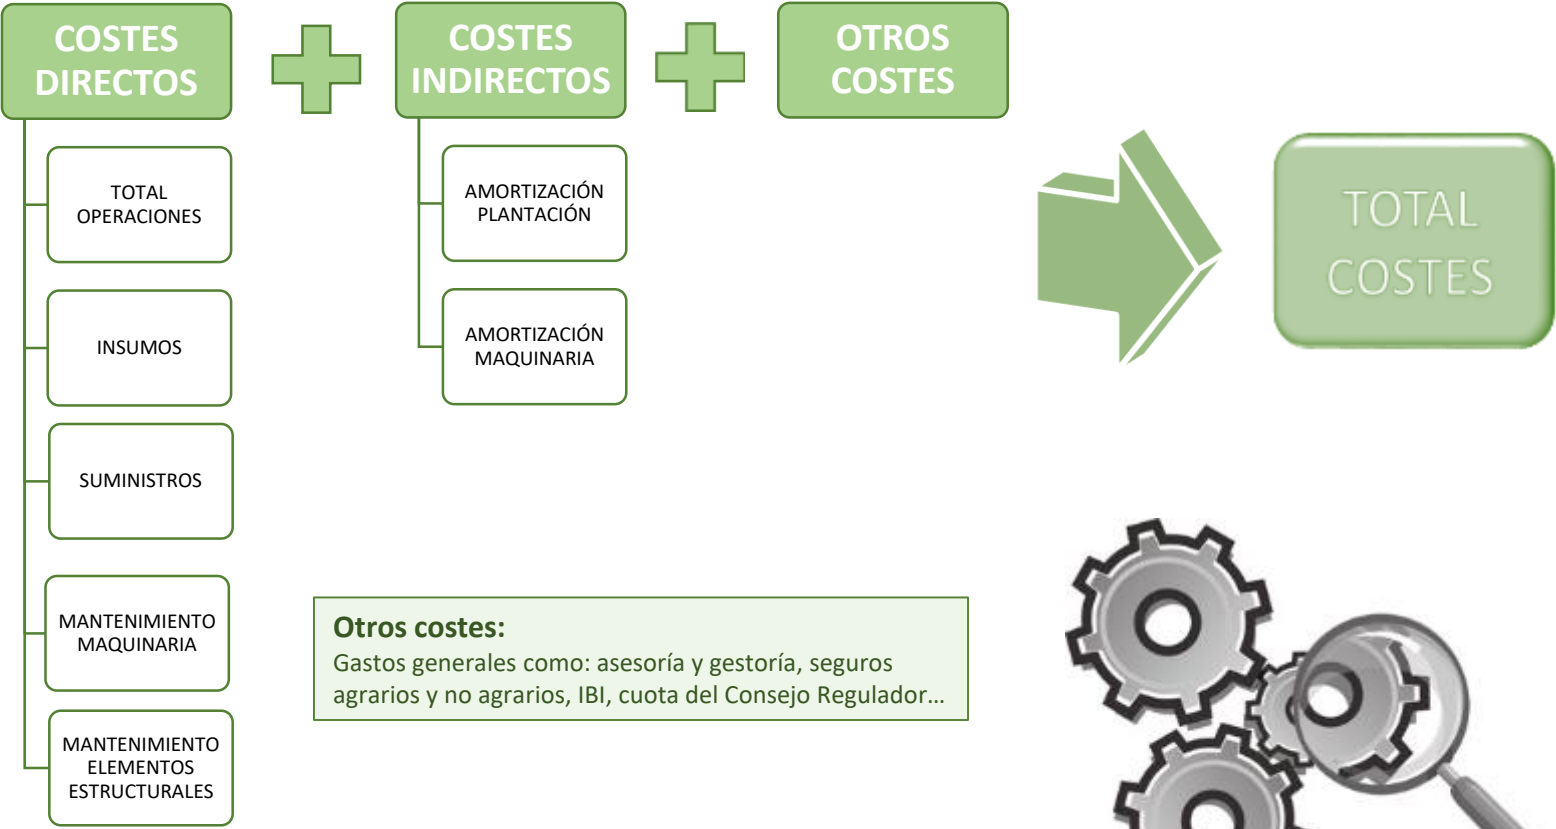 COSTES
DIRECTOS
TOTAL
OPERACIONES
INSUMOS
SUMINISTROS
MANTENIMIENTO
MAQUINARIA
MANTENIMIENTO
ELEMENTOS
ESTRUCTURALES
COSTES
INDIRECTOS
AMORTIZACIÓN
PLANTACIÓN
AMORTIZACIÓN
MAQUINARIA
OTROS
COSTES
TOTAL
COSTES
Otros costes:
Gastos generales como: asesoría y gestoría, seguros
agrarios y no agrarios, IBI, cuota del Consejo Regulador…